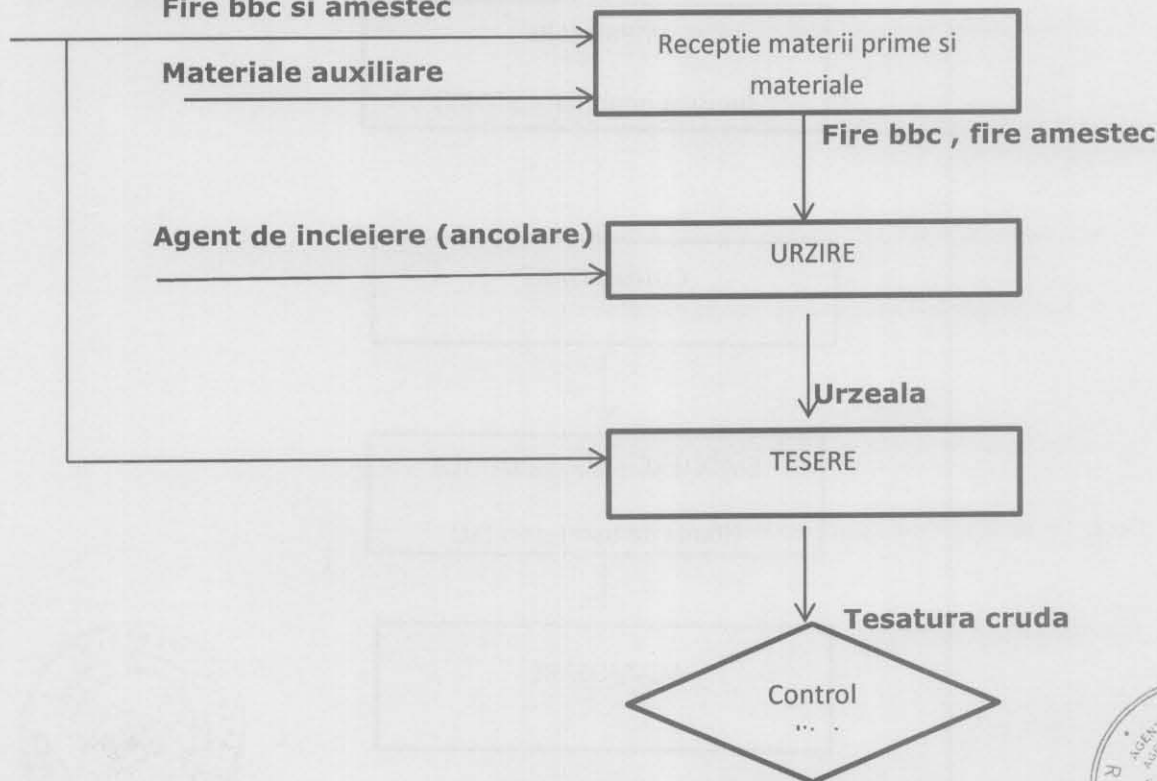 Fire bbc si amestec
Receptie materii prime si
materiale
Materiale auxiliare
Fire bbc , fire amestec
Agent de incleiere (ancolare)
URZIRE
Urzeala
TESERE
Tesatura cruda
Control